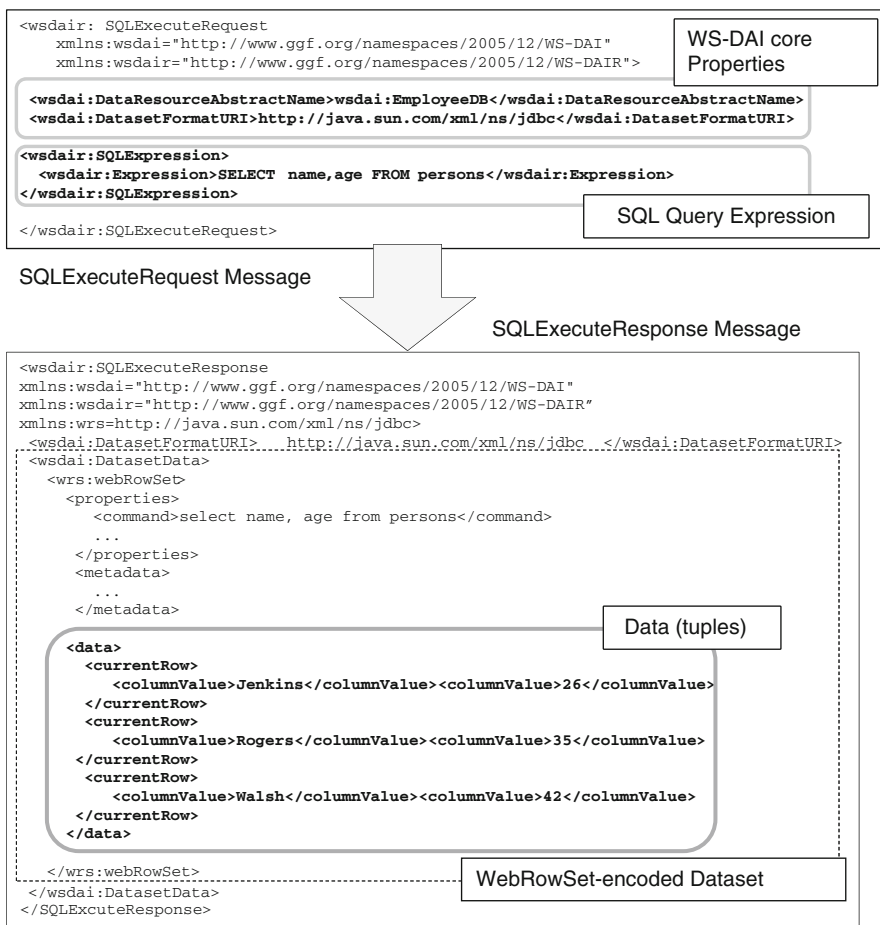 <wsdair: SQLExecuteRequest
xmlns:wsdai="http://www.ggf.org/namespaces/2005/12/WS-DAI"
xmlns:wsdair="http://www.ggf.org/namespaces/2005/12/WS-DAIR">
WS-DAI core
Properties
<wsdai:DataResourceAbstractName>wsdai:EmployeeDB</wsdai:DataResourceAbstractName>
<wsdai:DatasetFormatURI>http://java.sun.com/xml/ns/jdbc</wsdai:DatasetFormatURI>
<wsdair:SQLExpression>
<wsdair:Expression>SELECT name,age FROM persons</wsdair:Expression>
</wsdair:SQLExpression>
SQL Query Expression
</wsdair:SQLExecuteRequest>
SQLExecuteRequest Message
SQLExecuteResponse Message
<wsdair:SQLExecuteResponse
xmlns:wsdai="http://www.ggf.org/namespaces/2005/12/WS-DAI"
xmlns:wsdair="http://www.ggf.org/namespaces/2005/12/WS-DAIR”
xmlns:wrs=http://java.sun.com/xml/ns/jdbc>
<wsdai:DatasetFormatURI> http://java.sun.com/xml/ns/jdbc </wsdai:DatasetFormatURI>
<wsdai:DatasetData>
<wrs:webRowSet>
<properties>
<command>select name, age from persons</command>
...
</properties>
<metadata>
...
</metadata>
Data (tuples)
<data>
<currentRow>
<columnValue>Jenkins</columnValue><columnValue>26</columnValue>
</currentRow>
<currentRow>
<columnValue>Rogers</columnValue><columnValue>35</columnValue>
</currentRow>
<currentRow>
<columnValue>Walsh</columnValue><columnValue>42</columnValue>
</currentRow>
</data>
</wrs:webRowSet>
WebRowSet-encoded Dataset
</wsdai:DatasetData>
</SQLExcuteResponse>